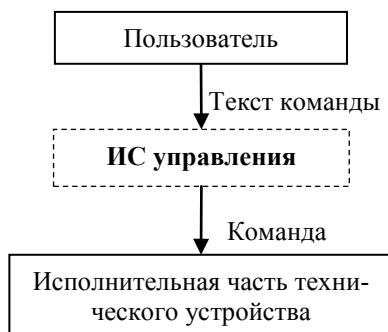 Пользователь
Текст команды
ИС управления
Команда
Исполнительная часть техни-
ческого устройства